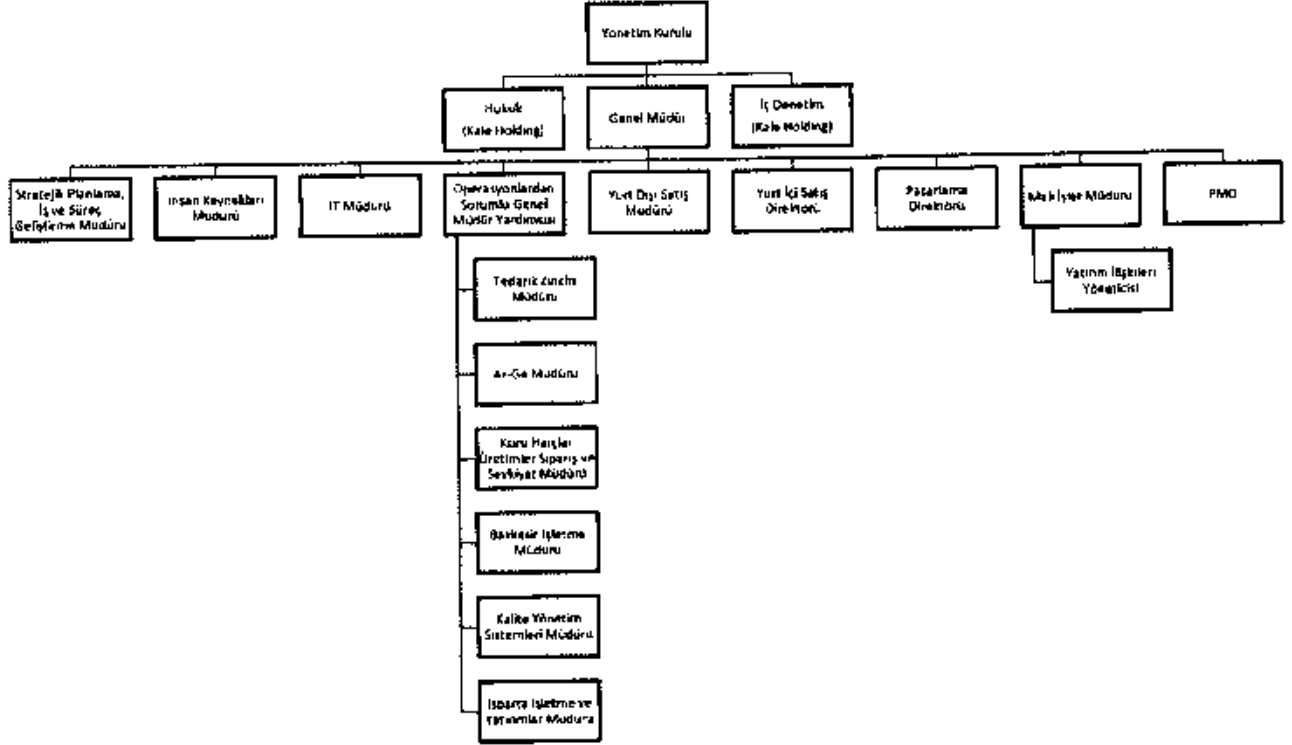 Yönetim Kurulu
Hukuk
(Kale Holding)
Genel Müdür
İç Denetim
(Kale Holding)
Stratejik Planlama,
İş ve Süreç
Geliştirme Müdürü
İnsan Kaynakları
Müdürü
IT Müdürü
Operasyonlardan
Sorumlu Genel
Müdür Yardımcısı
Yurt Dışı Satış
Müdürü
Yurt İçi Satış
Direktörü
Pazarlama
Direktörü
Mali İşler Müdürü
PMO
Tedarik Zinciri
Müdürü
Yatırım İlişkileri
Yöneticisi
Ar-Ge Müdürü
Kuru Harçlar
Üretimler Sipariş ve
Sevkiyat Müdürü
Balıkesir İşletme
Müdürü
Kalite Yönetim
Sistemleri Müdürü
Isparta İşletme ve
Yatırımlar Müdürü